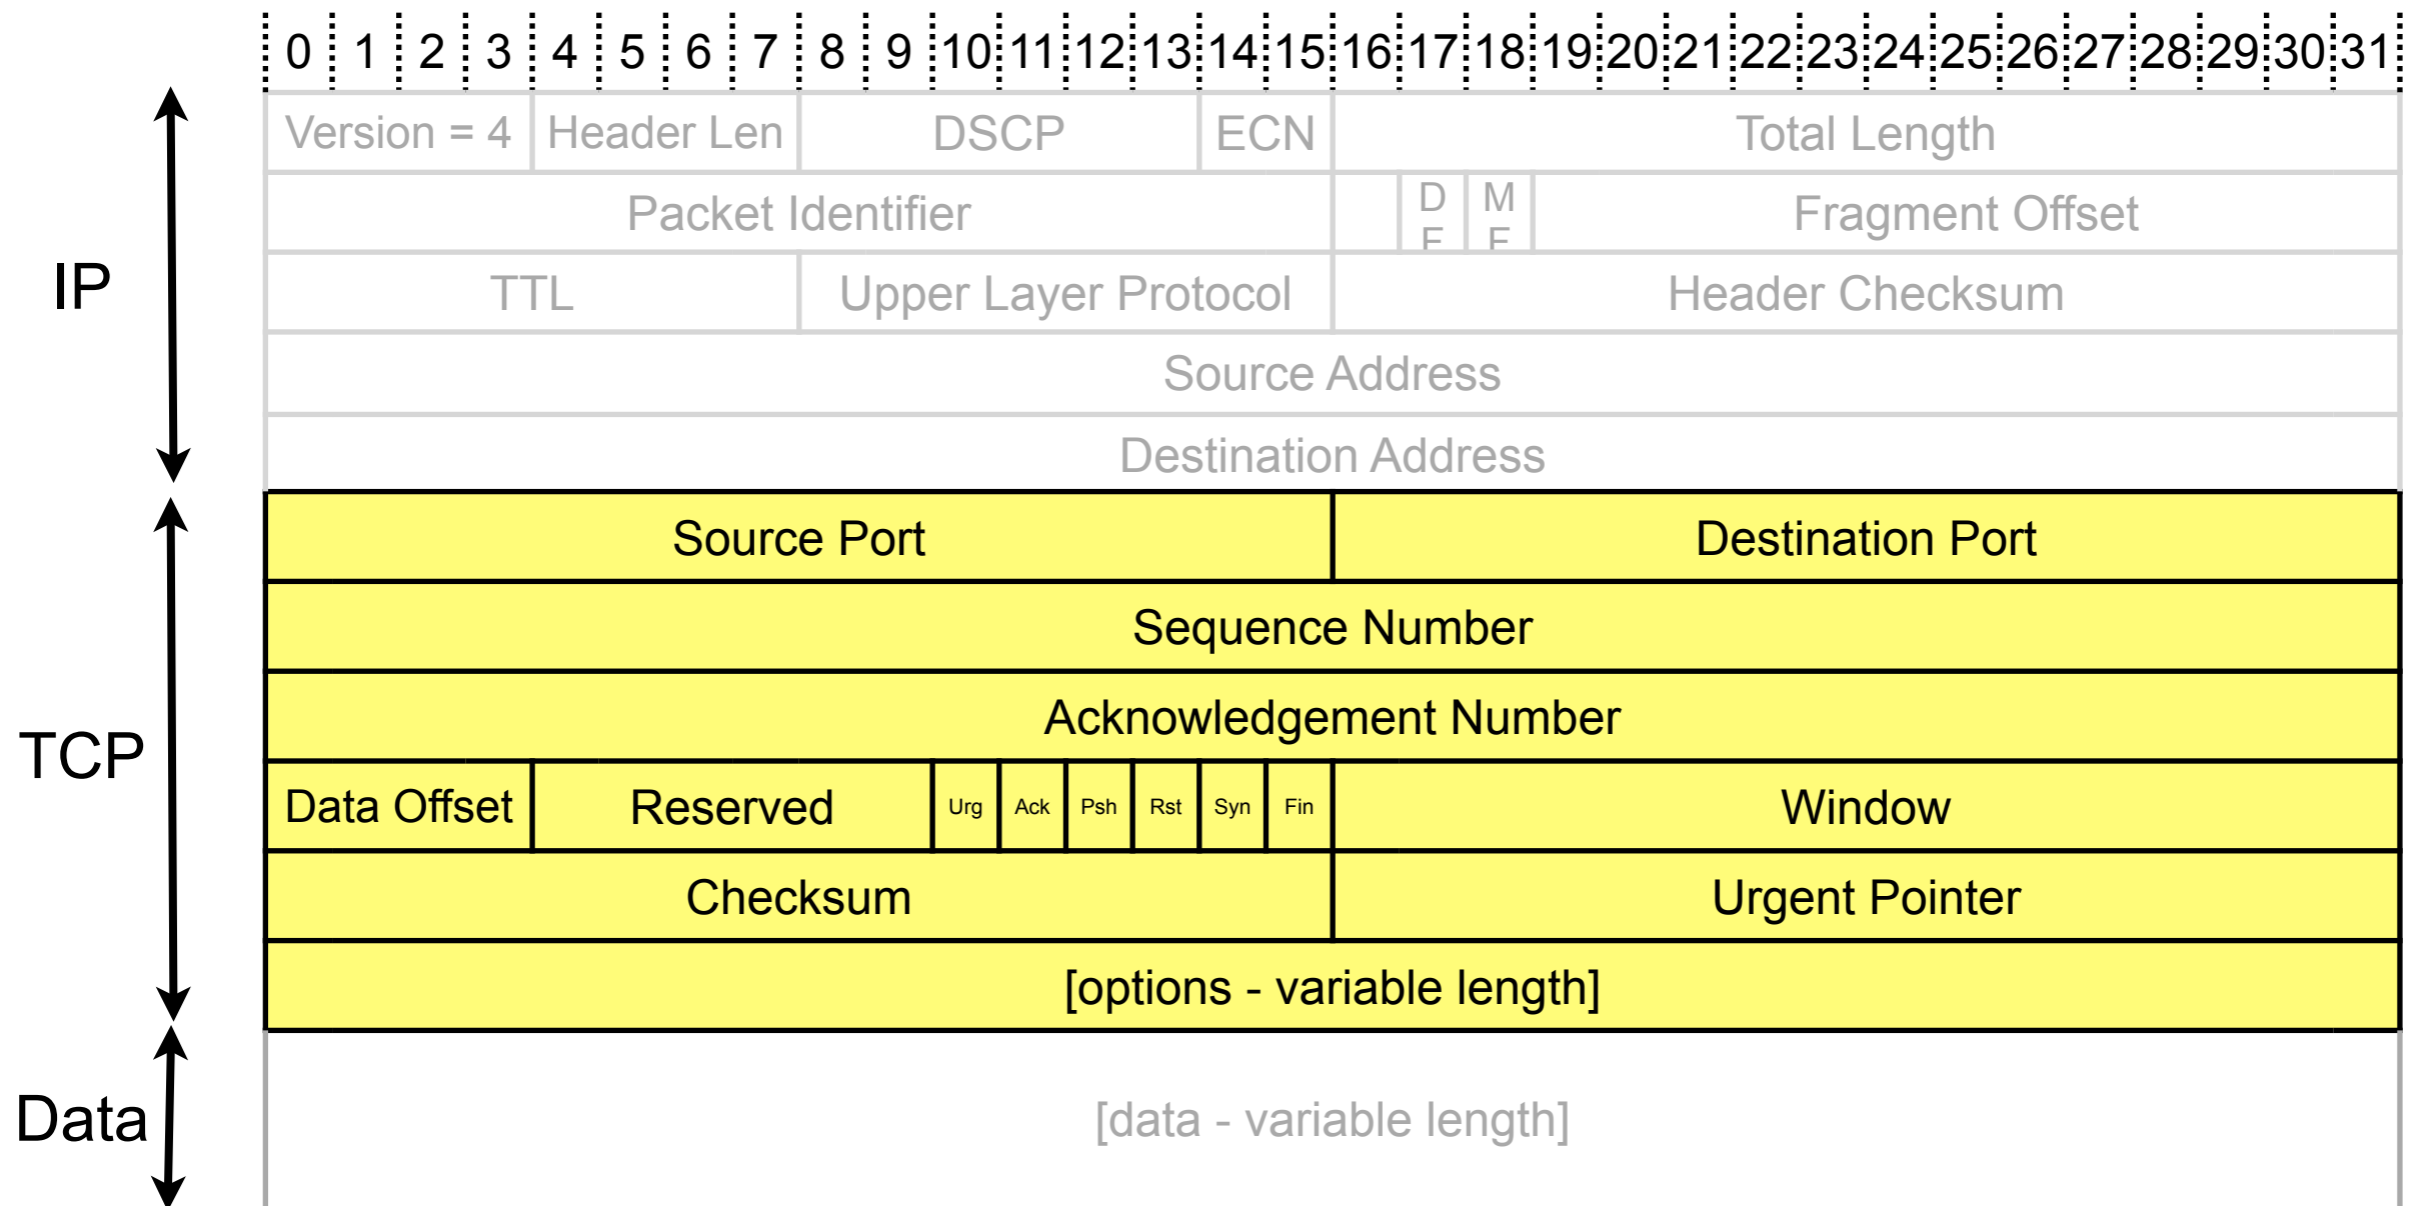 0 1 2 3 4 5 6 7 8 9 10 11 12 13 14 15 16 17 18 19 20 21 22 23 24 25 26 27 28 29 30 31
Version = 4 Header Len DSCP ECN Total Length
Packet Identifier D F M F Fragment Offset
IP
TTL Upper Layer Protocol Header Checksum
Source Address
Destination Address
Source Port Destination Port
Sequence Number
Acknowledgement Number
TCP
Data Offset Reserved Urg Ack Psh Rst Syn Fin Window
Checksum Urgent Pointer
[options - variable length]
Data
[data - variable length]